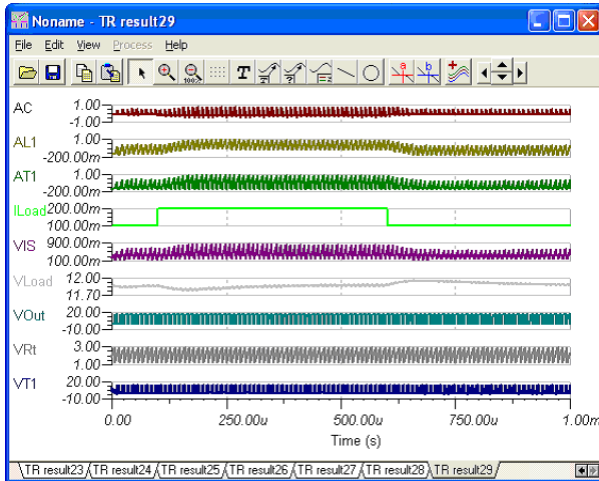 Noname - TR result29
File Edit View Process Help
100% T a b
AC 1.00
-1.00
AL1 1.00
-200.00m
AT1 1.00
-200.00m
ILoad 200.00m
100.00m
VIS 900.00m
100.00m
VLoad 12.00
11.70
VOut 20.00
-10.00
VRt 3.00
1.00
VT1 20.00
-10.00
0.00 250.00u 500.00u 750.00u 1.00m
Time (s)
TR result23 TR result24 TR result25 TR result26 TR result27 TR result28 TR result29